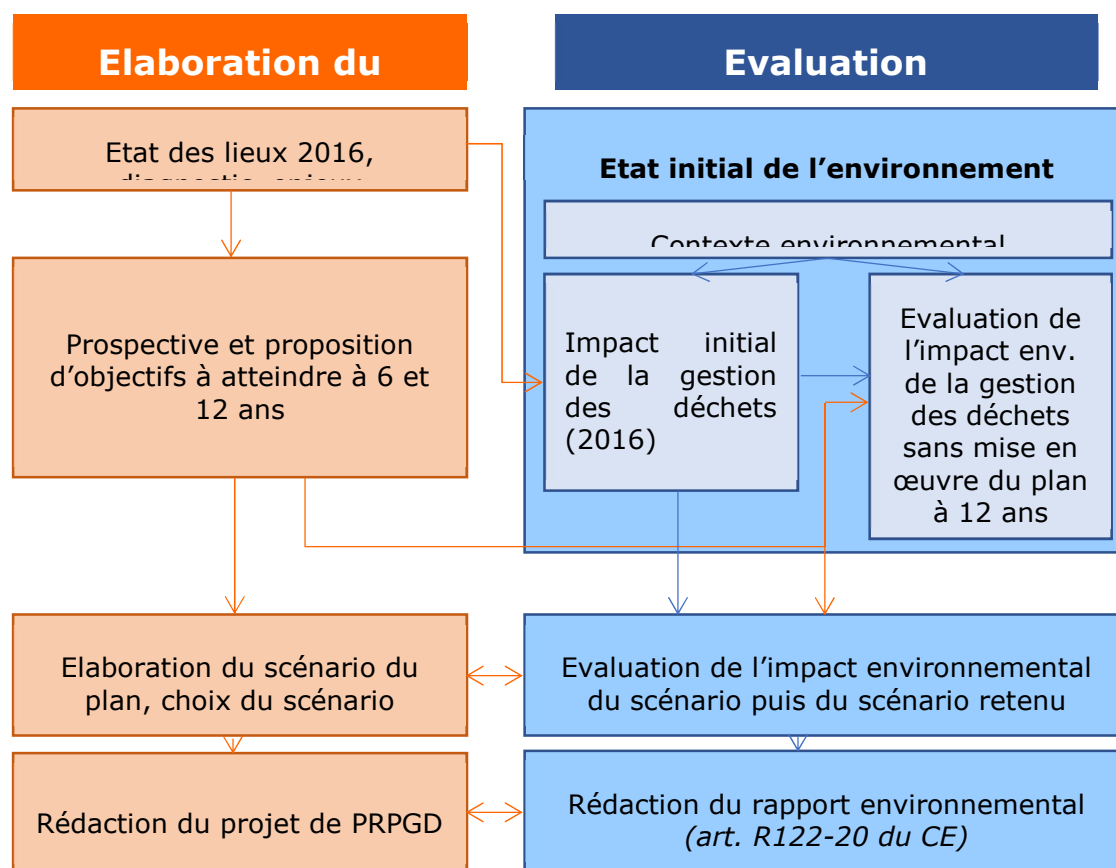 Elaboration du
Evaluation
Etat des lieux 2016,
diagnostic, enjeux
Prospective et proposition
d'objectifs à atteindre à 6 et
12 ans
Elaboration du scénario du
plan, choix du scénario
Rédaction du projet de PRPGD
Etat initial de l'environnement
Contexte environnemental
Impact initial
de la gestion
des déchets
(2016)
Evaluation de
l'impact env.
de la gestion
des déchets
sans mise en
œuvre du plan
à 12 ans
Evaluation de l'impact environnemental
du scénario puis du scénario retenu
Rédaction du rapport environnemental
(art. R122-20 du CE)